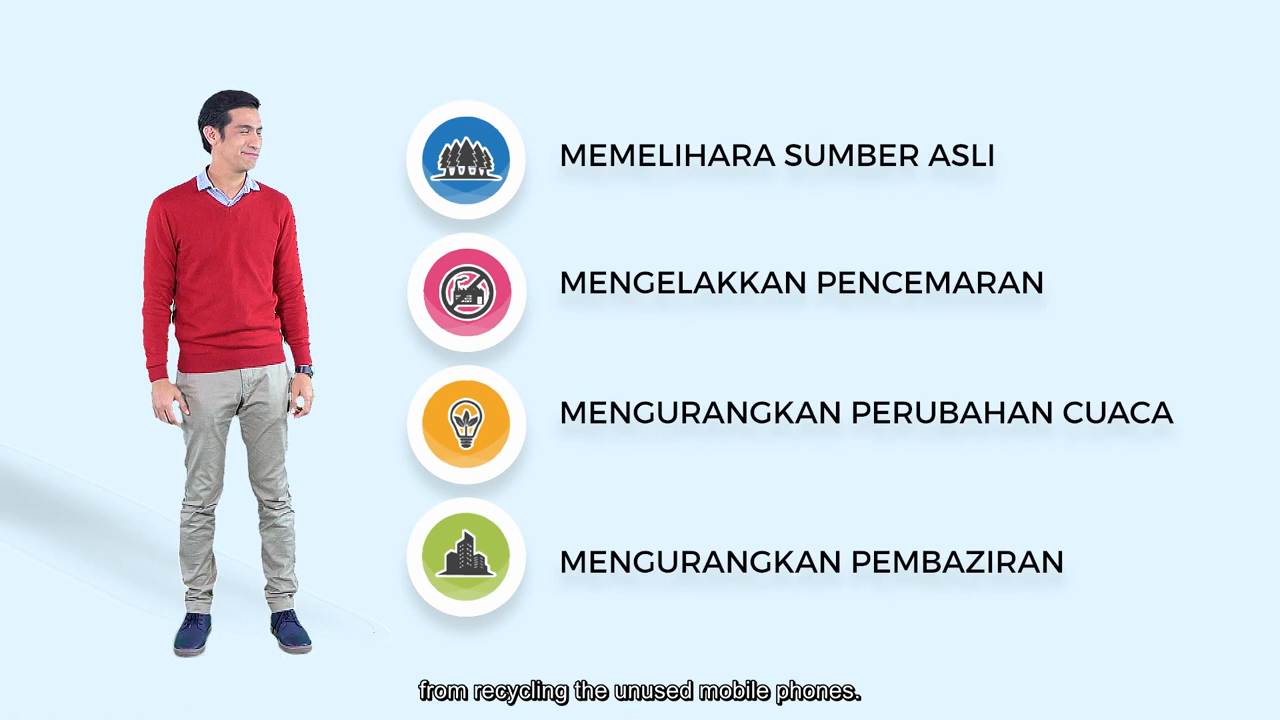 MEMELIHARA SUMBER ASLI
MENGELAKKAN PENCEMARAN
MENGURANGKAN PERUBAHAN CUACA
MENGURANGKAN PEMBAZIRAN
from recycling the unused mobile phones.